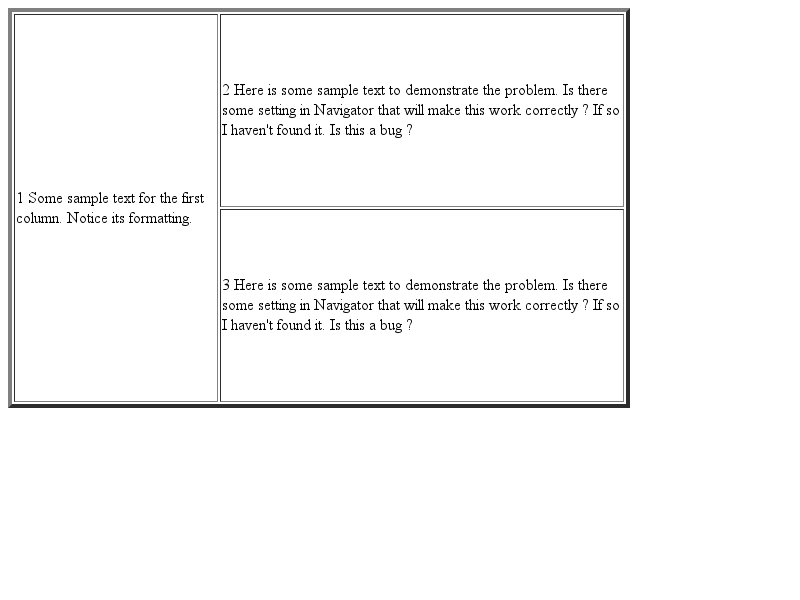 1 Some sample text for the first
column. Notice its formatting.
2 Here is some sample text to demonstrate the problem. Is there
some setting in Navigator that will make this work correctly ? If so
I haven't found it. Is this a bug ?
3 Here is some sample text to demonstrate the problem. Is there
some setting in Navigator that will make this work correctly ? If so
I haven't found it. Is this a bug ?